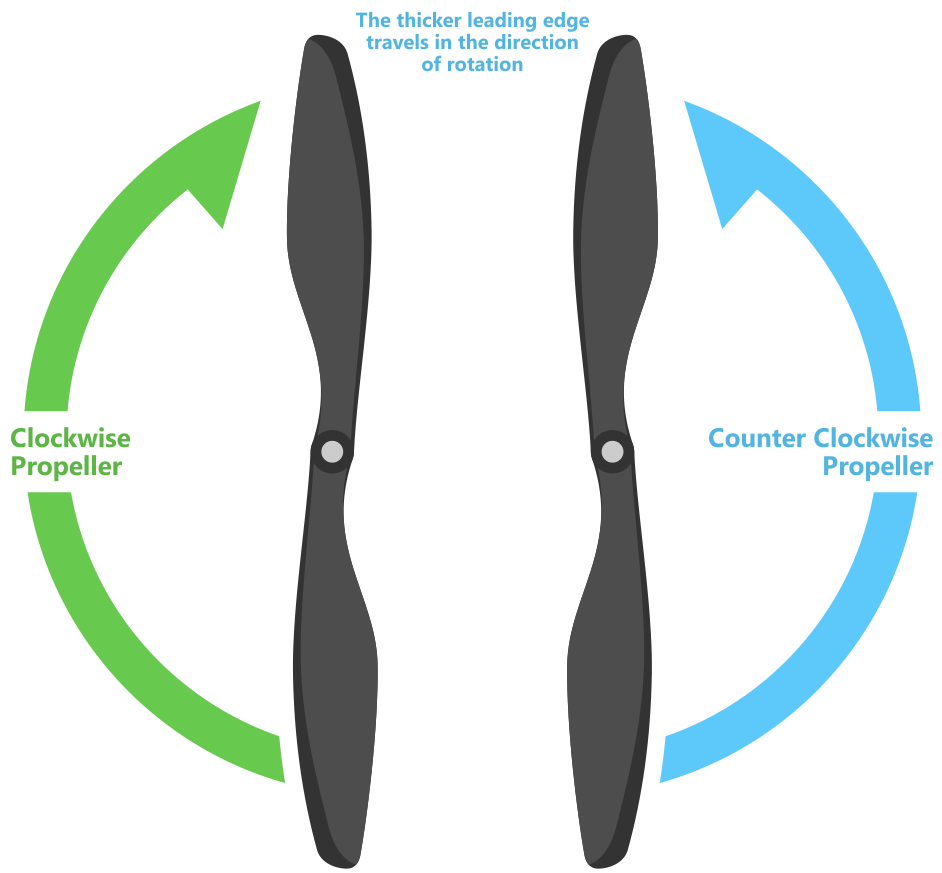 The thicker leading edge
travels in the direction
of rotation
Clockwise
Propeller
Counter Clockwise
Propeller